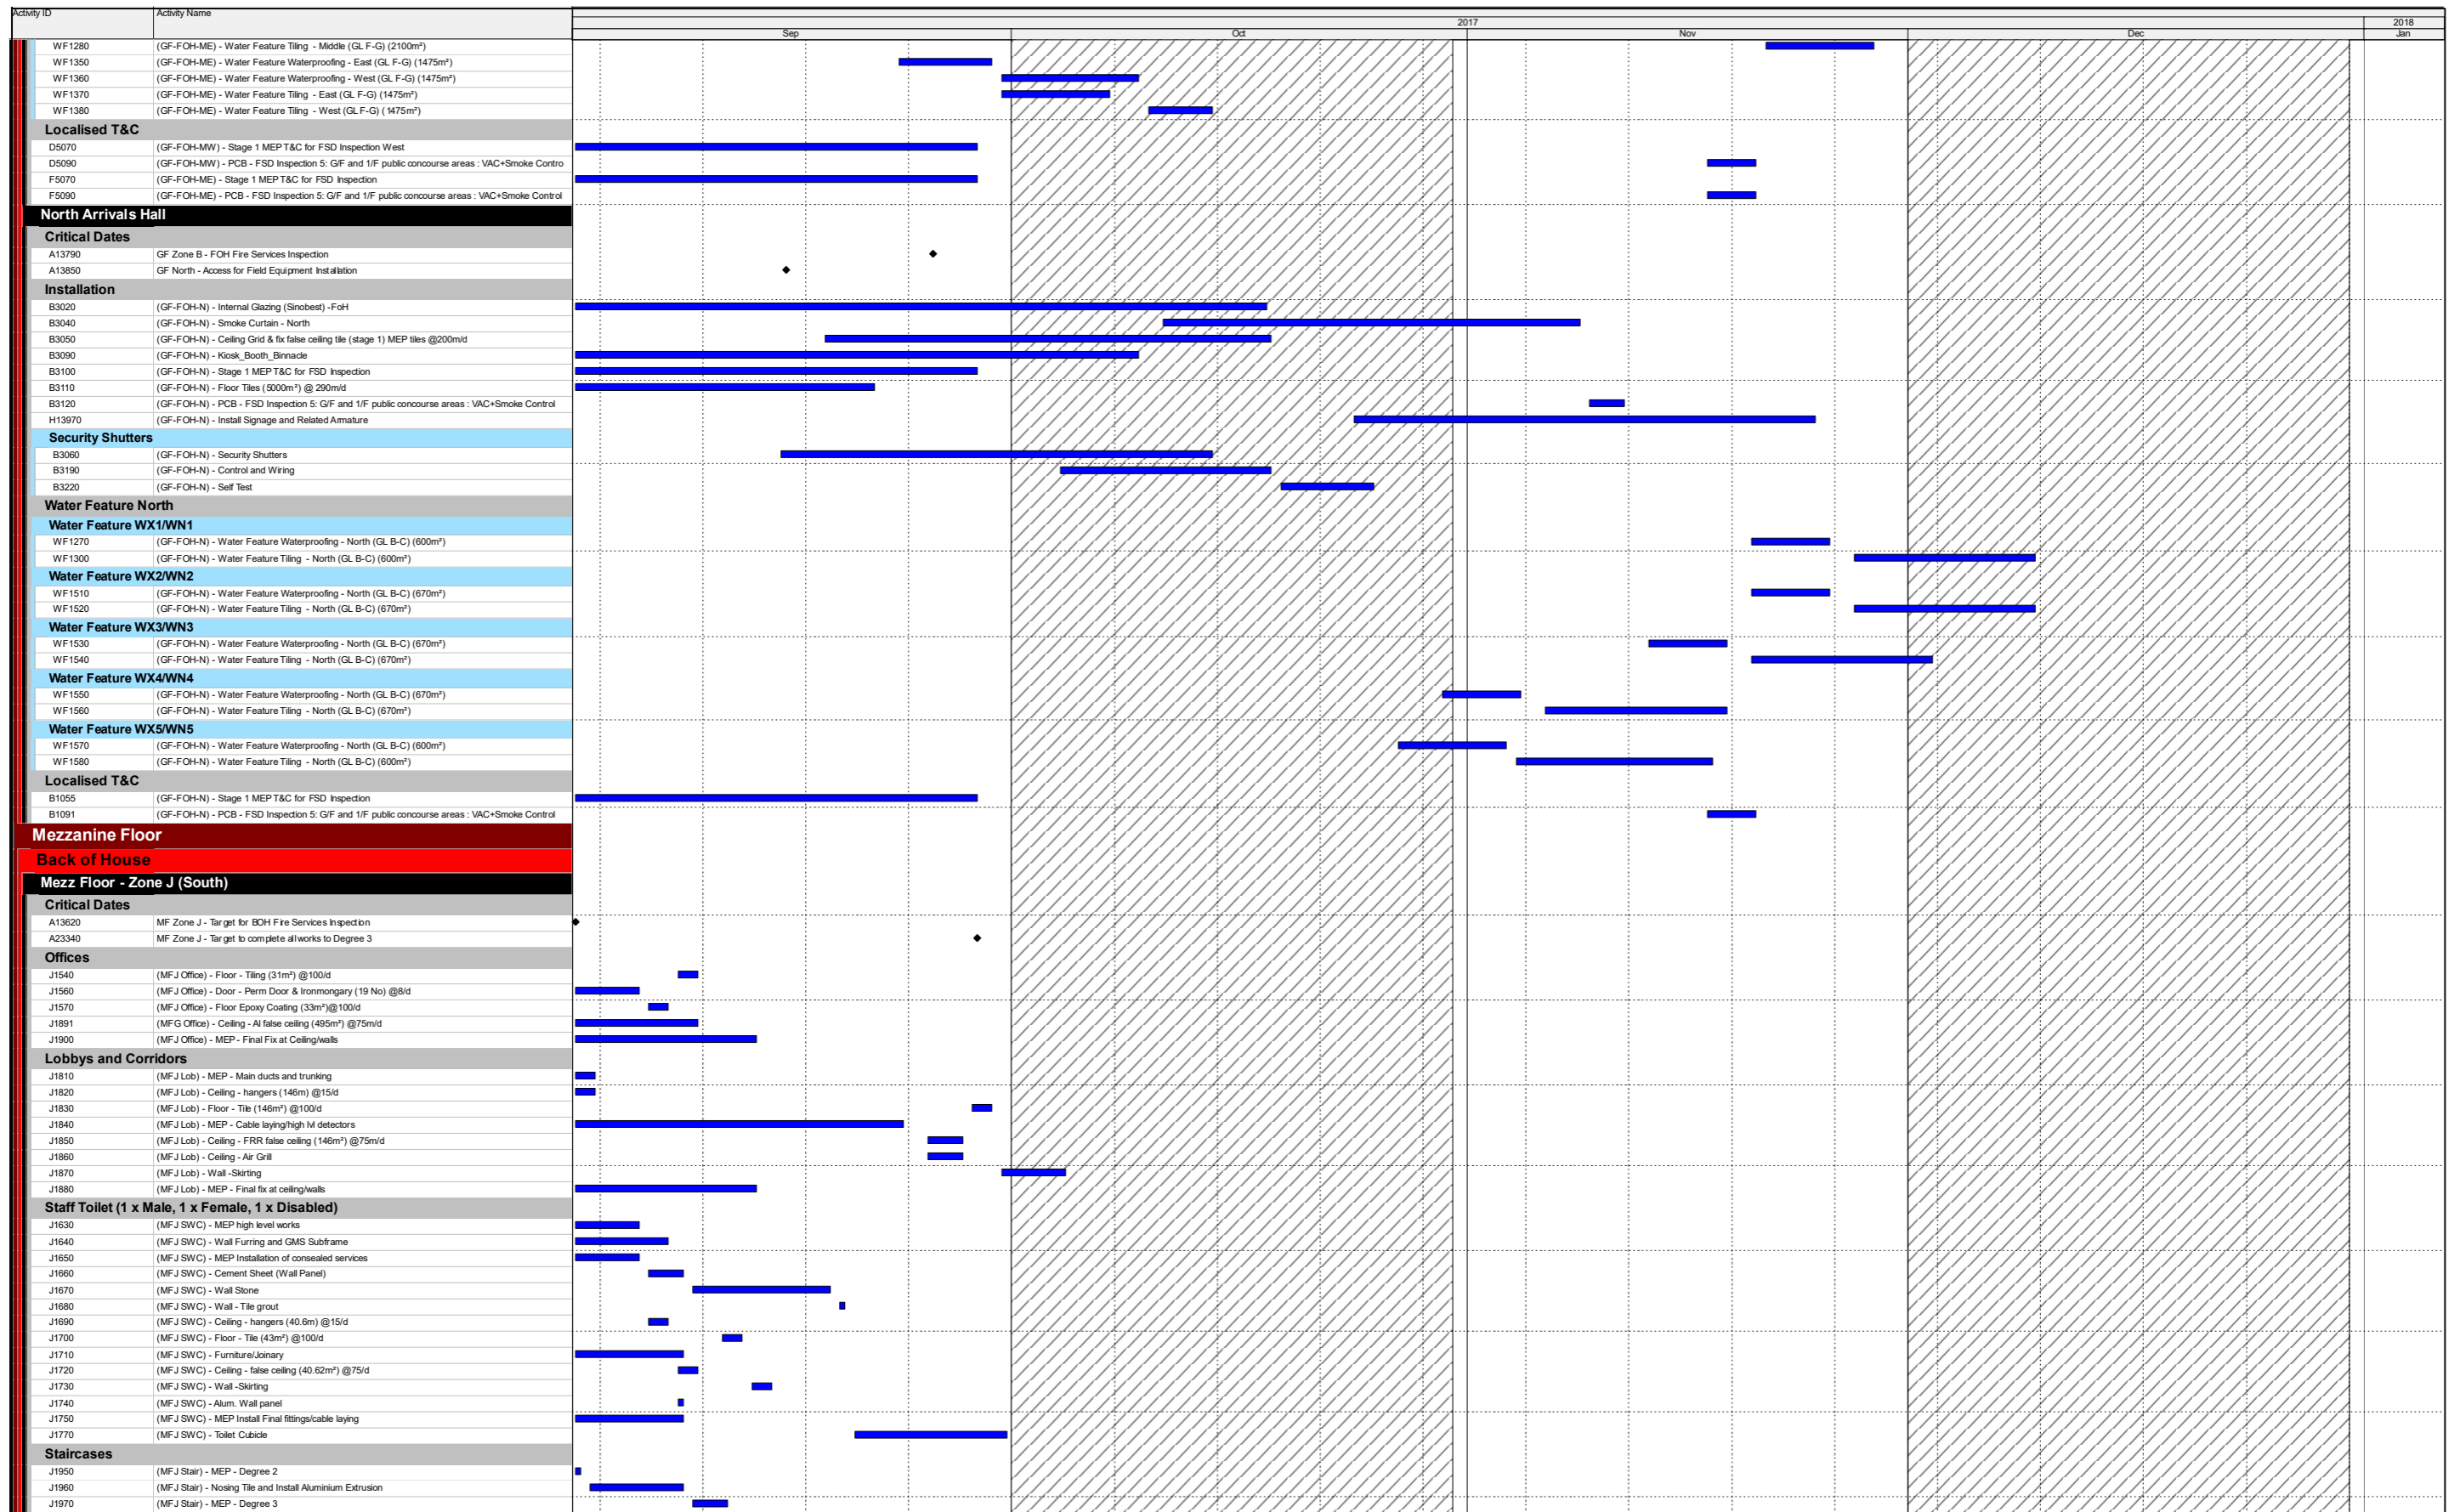 Activity ID Activity Name
2017 2018
Sep Oct Nov Dec Jan
WF1280 (GF-FOH-ME) - Water Feature Tiling - Middle (GL F-G) (2100m²)
WF1350 (GF-FOH-ME) - Water Feature Waterproofing - East (GL F-G) (1475m²)
WF1360 (GF-FOH-ME) - Water Feature Waterproofing - West (GL F-G) (1475m²)
WF1370 (GF-FOH-ME) - Water Feature Tiling - East (GL F-G) (1475m²)
WF1380 (GF-FOH-ME) - Water Feature Tiling - West (GL F-G) (1475m²)
Localised T&C
D5070 (GF-FOH-MW) - Stage 1 MEP T&C for FSD Inspection West
D5090 (GF-FOH-MW) - PCB - FSD Inspection 5: G/F and 1/F public concourse areas : VAC+Smoke Contro
F5070 (GF-FOH-ME) - Stage 1 MEP T&C for FSD Inspection
F5090 (GF-FOH-ME) - PCB - FSD Inspection 5: G/F and 1/F public concourse areas : VAC+Smoke Control
North Arrivals Hall
Critical Dates
A13790 GF Zone B - FOH Fire Services Inspection
A13850 GF North - Access for Field Equipment Installation
Installation
B3020 (GF-FOH-N) - Internal Glazing (Sinobest) -FoH
B3040 (GF-FOH-N) - Smoke Curtain - North
B3050 (GF-FOH-N) - Ceiling Grid & fix false ceiling tile (stage 1) MEP tiles @200m/d
B3090 (GF-FOH-N) - Kiosk_Booth_Binnacle
B3100 (GF-FOH-N) - Stage 1 MEP T&C for FSD Inspection
B3110 (GF-FOH-N) - Floor Tiles (5000m²) @ 290m/d
B3120 (GF-FOH-N) - PCB - FSD Inspection 5: G/F and 1/F public concourse areas : VAC+Smoke Control
H13970 (GF-FOH-N) - Install Signage and Related Armature
Security Shutters
B3060 (GF-FOH-N) - Security Shutters
B3190 (GF-FOH-N) - Control and Wiring
B3220 (GF-FOH-N) - Self Test
Water Feature North
Water Feature WX1/WN1
WF1270 (GF-FOH-N) - Water Feature Waterproofing - North (GL B-C) (600m²)
WF1300 (GF-FOH-N) - Water Feature Tiling - North (GL B-C) (600m²)
Water Feature WX2/WN2
WF1510 (GF-FOH-N) - Water Feature Waterproofing - North (GL B-C) (670m²)
WF1520 (GF-FOH-N) - Water Feature Tiling - North (GL B-C) (670m²)
Water Feature WX3/WN3
WF1530 (GF-FOH-N) - Water Feature Waterproofing - North (GL B-C) (670m²)
WF1540 (GF-FOH-N) - Water Feature Tiling - North (GL B-C) (670m²)
Water Feature WX4/WN4
WF1550 (GF-FOH-N) - Water Feature Waterproofing - North (GL B-C) (670m²)
WF1560 (GF-FOH-N) - Water Feature Tiling - North (GL B-C) (670m²)
Water Feature WX5/WN5
WF1570 (GF-FOH-N) - Water Feature Waterproofing - North (GL B-C) (600m²)
WF1580 (GF-FOH-N) - Water Feature Tiling - North (GL B-C) (600m²)
Localised T&C
B1055 (GF-FOH-N) - Stage 1 MEP T&C for FSD Inspection
B1091 (GF-FOH-N) - PCB - FSD Inspection 5: G/F and 1/F public concourse areas : VAC+Smoke Control
Mezzanine Floor
Back of House
Mezz Floor - Zone J (South)
Critical Dates
A13620 MF Zone J - Target for BOH Fire Services Inspection
A23340 MF Zone J - Target to complete all works to Degree 3
Offices
J1540 (MFJ Office) - Floor - Tiling (31m²) @100/d
J1560 (MFJ Office) - Door - Perm Door & Ironmongary (19 No) @8/d
J1570 (MFJ Office) - Floor Epoxy Coating (33m²)@100/d
J1891 (MFG Office) - Ceiling - Al false ceiling (495m²) @75m/d
J1900 (MFJ Office) - MEP - Final Fix at Ceiling/walls
Lobbys and Corridors
J1810 (MFJ Lob) - MEP - Main ducts and trunking
J1820 (MFJ Lob) - Ceiling - hangers (146m) @15/d
J1830 (MFJ Lob) - Floor - Tile (146m²) @100/d
J1840 (MFJ Lob) - MEP - Cable laying/high lvl detectors
J1850 (MFJ Lob) - Ceiling - FRR false ceiling (146m²) @75m/d
J1860 (MFJ Lob) - Ceiling - Air Grill
J1870 (MFJ Lob) - Wall -Skirting
J1880 (MFJ Lob) - MEP - Final fix at ceiling/walls
Staff Toilet (1 x Male, 1 x Female, 1 x Disabled)
J1630 (MFJ SWC) - MEP high level works
J1640 (MFJ SWC) - Wall Furring and GMS Subframe
J1650 (MFJ SWC) - MEP Installation of consealed services
J1660 (MFJ SWC) - Cement Sheet (Wall Panel)
J1670 (MFJ SWC) - Wall Stone
J1680 (MFJ SWC) - Wall - Tile grout
J1690 (MFJ SWC) - Ceiling - hangers (40.6m) @15/d
J1700 (MFJ SWC) - Floor - Tile (43m²) @100/d
J1710 (MFJ SWC) - Furniture/Joinary
J1720 (MFJ SWC) - Ceiling - false ceiling (40.62m²) @75/d
J1730 (MFJ SWC) - Wall -Skirting
J1740 (MFJ SWC) - Alum. Wall panel
J1750 (MFJ SWC) - MEP Install Final fittings/cable laying
J1770 (MFJ SWC) - Toilet Cubicle
Staircases
J1950 (MFJ Stair) - MEP - Degree 2
J1960 (MFJ Stair) - Nosing Tile and Install Aluminium Extrusion
J1970 (MFJ Stair) - MEP - Degree 3